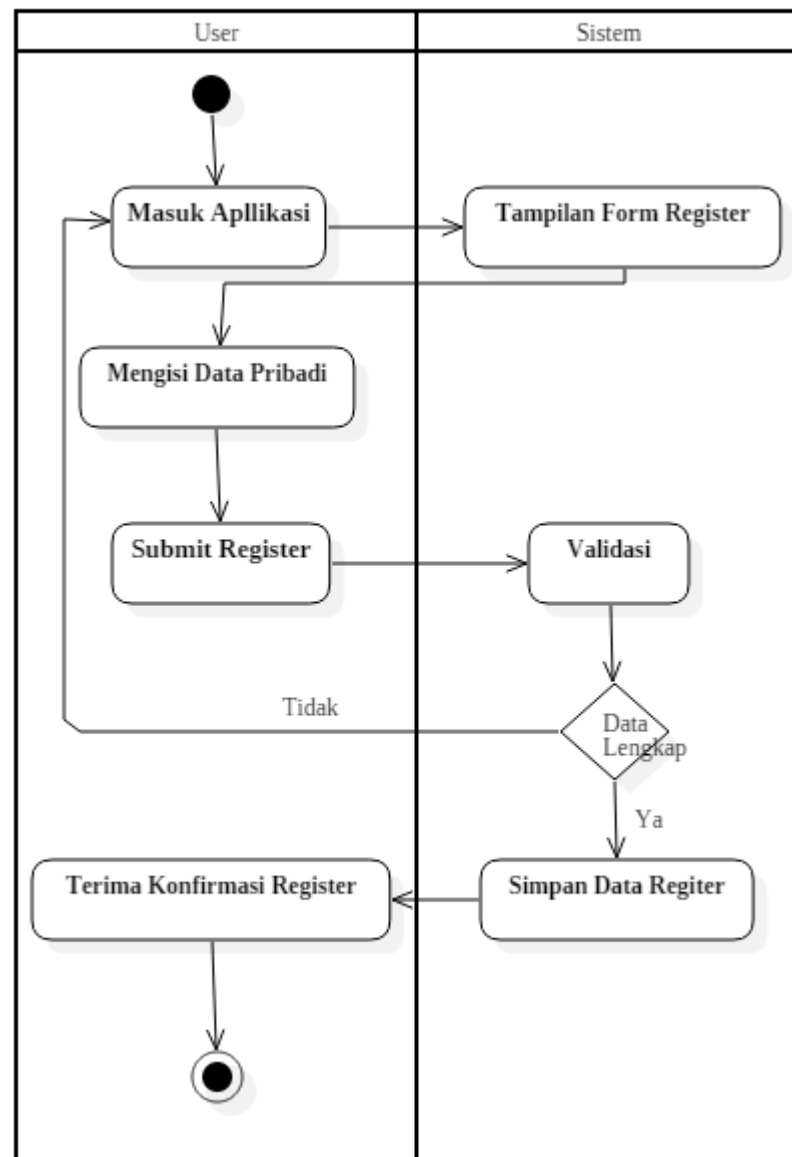 User
Sistem
Masuk Apllikasi
Tampilan Form Register
Mengisi Data Pribadi
Submit Register
Validasi
Tidak
Data
Lengkap
Ya
Terima Konfirmasi Register
Simpan Data Regiter